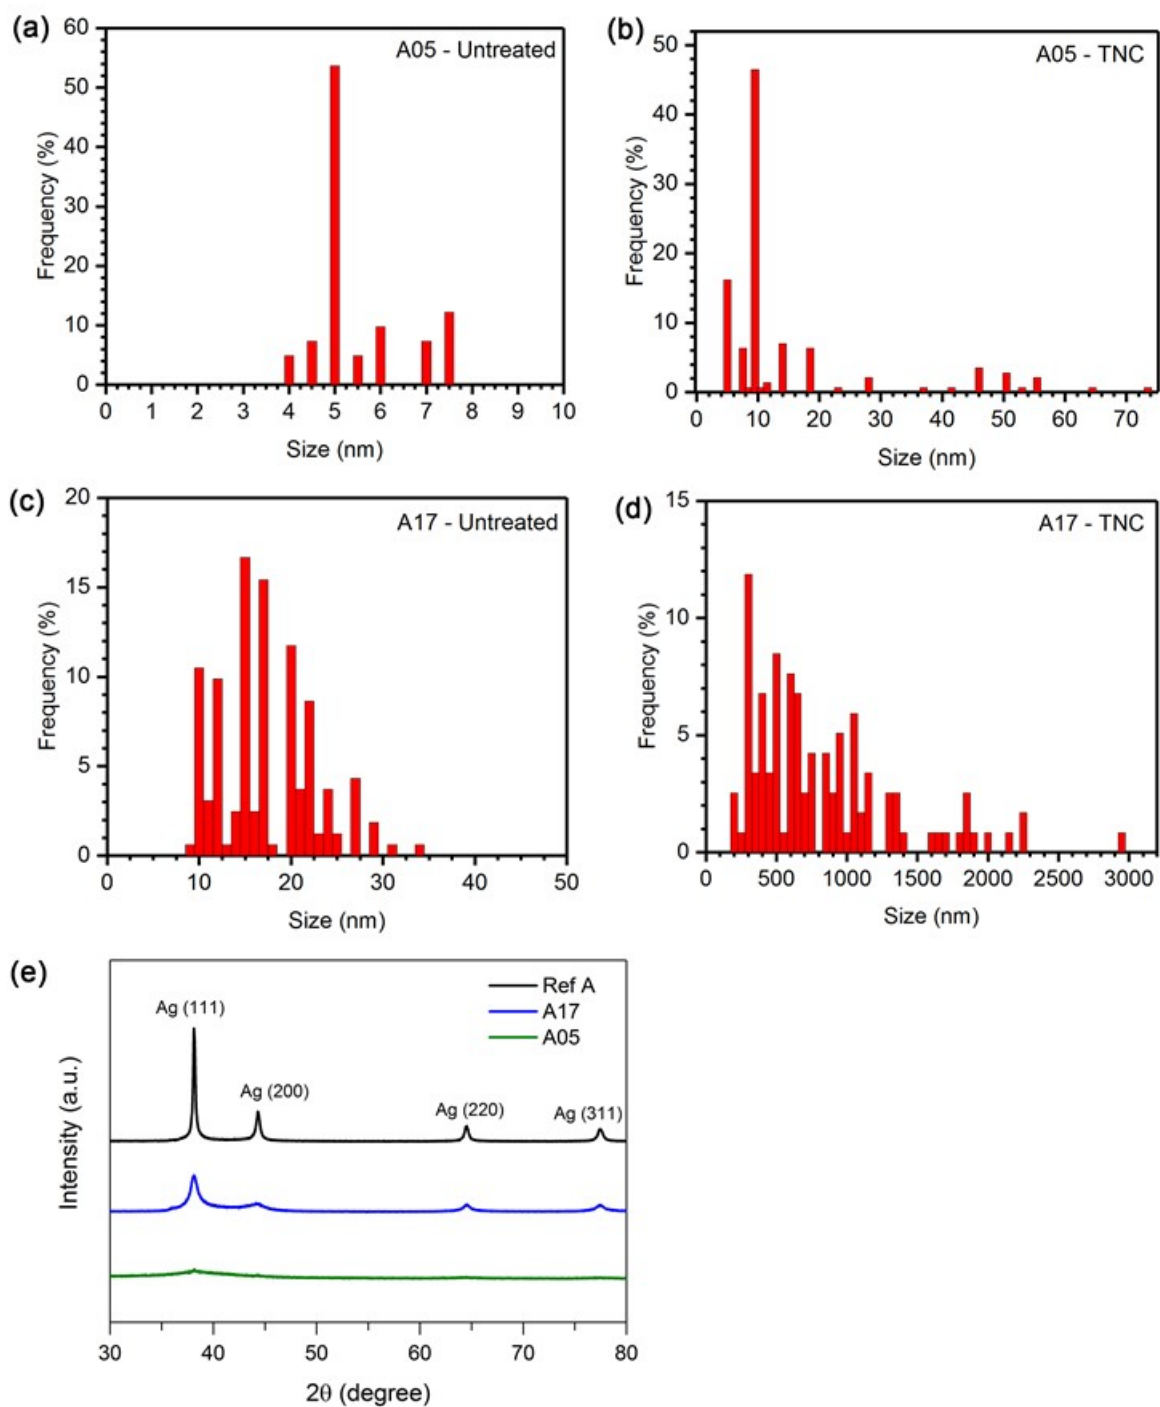 (a)
A05 - Untreated
60
50
40
30
20
10
0
Frequency (%)
0 1 2 3 4 5 6 7 8 9 10
Size (nm)
(b)
A05 - TNC
50
40
30
20
10
0
Frequency (%)
0 10 20 30 40 50 60 70
Size (nm)
(c)
A17 - Untreated
20
15
10
5
0
Frequency (%)
0 10 20 30 40 50
Size (nm)
(d)
A17 - TNC
15
10
5
0
Frequency (%)
0 500 1000 1500 2000 2500 3000
Size (nm)
(e)
Ref A
A17
A05
Ag (111)
Ag (200)
Ag (220)
Ag (311)
Intensity (a.u.)
30 40 50 60 70 80
2θ (degree)